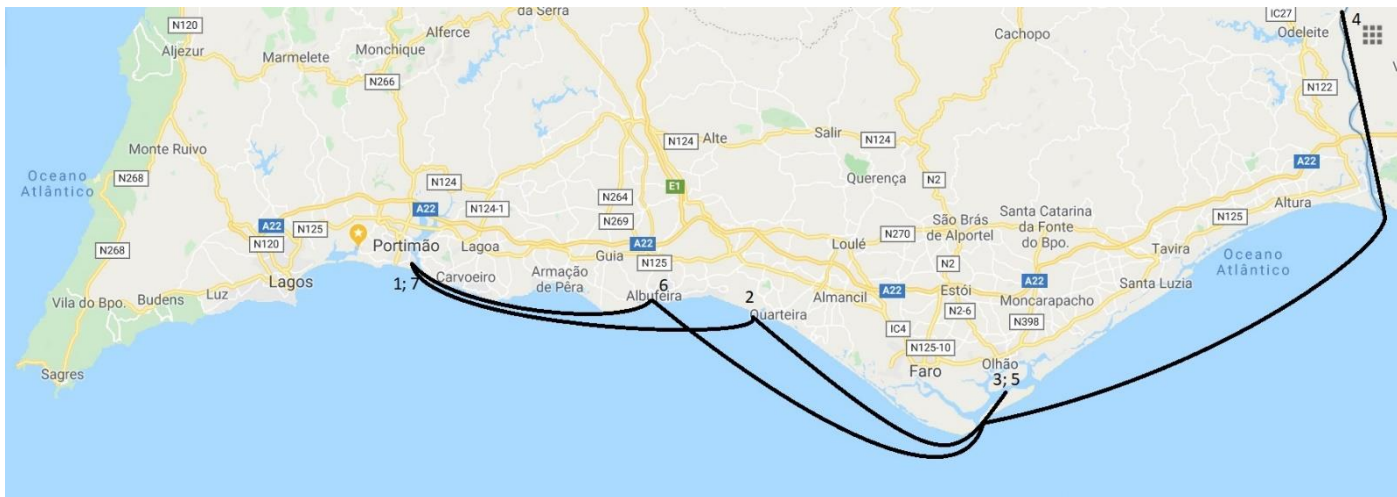 da Serra
IC27
4
N120
Alferce
Cachopo
Odeleite
Aljezur
Monchique
Marmelete
N266
N122
N124
Alte
Salir
N124
Monte Ruivo
A22
Oceano
Atlântico
N268
N124
E1
Querença
N2
N264
N124-1
A22
Altura
N269
São Brás
de Alportel
Santa Catarina
da Fonte
do Bpo.
N125
A22
N125
N120
Portimão
Lagoa
A22
Loulé
N270
Tavira
N268
Guia
N125
N2
Oceano
Atlântico
Lagos
1; 7
Carvoeiro
Armação
de Pêra
6
Albufeira
2
Almancil
A22
Estói
A22
Santa Luzia
Vila do Bpo.
Budens
Luz
Quarteira
N2-6
Moncarapacho
IC4
N398
N125-10
Sagres
Faro
Olhão
3; 5